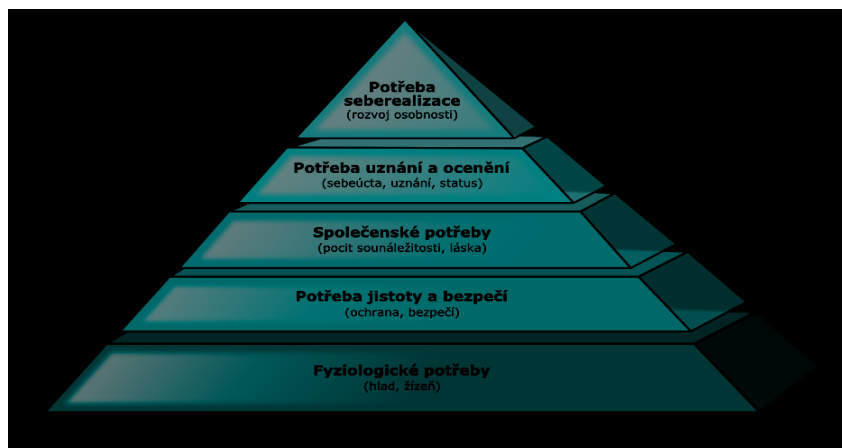 Potřeba
seberealizace
(rozvoj osobnosti)
Potřeba uznání a ocenění
(sebeúcta, uznání, status)
Společenské potřeby
(pocit sounáležitosti, láska)
Potřeba jistoty a bezpečí
(ochrana, bezpečí)
Fyziologické potřeby
(hlad, žízeň)